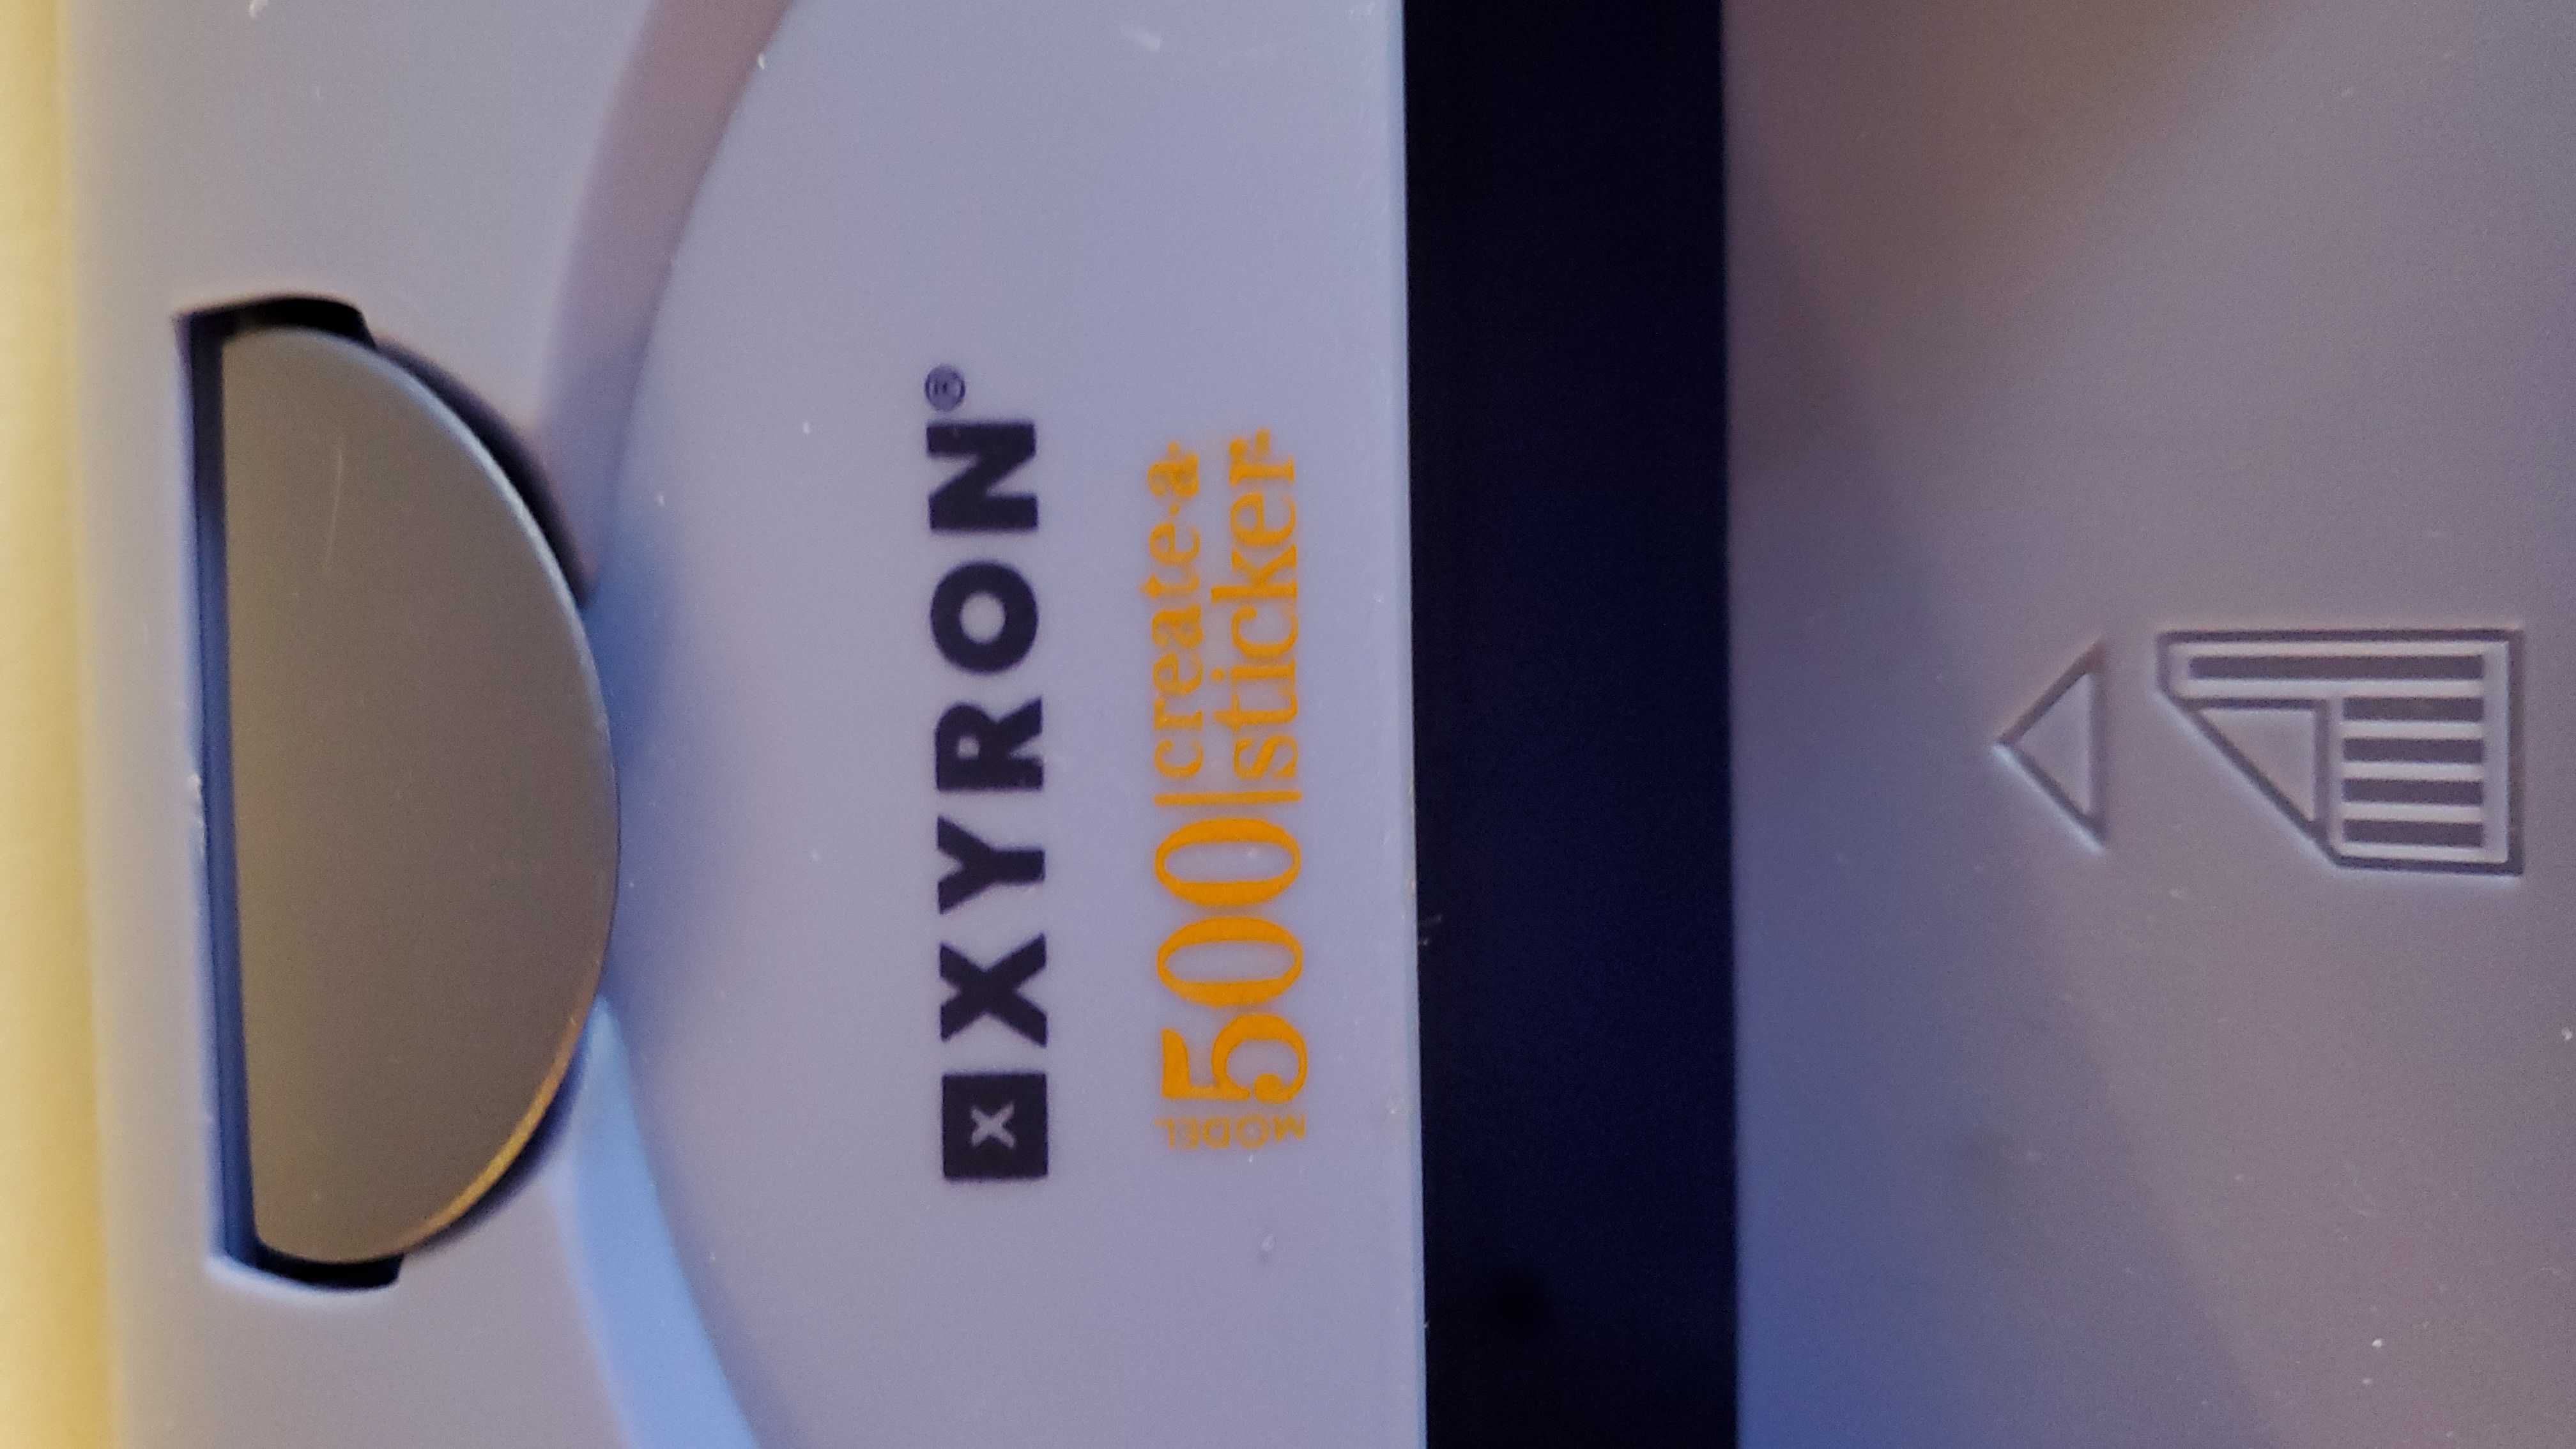 X XYRON®
MODEL 500 create-a-
sticker